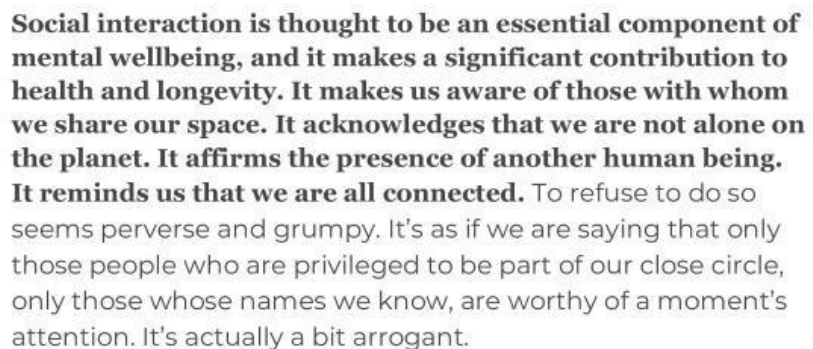 Social interaction is thought to be an essential component of
mental wellbeing, and it makes a significant contribution to
health and longevity. It makes us aware of those with whom
we share our space. It acknowledges that we are not alone on
the planet. It affirms the presence of another human being.
It reminds us that we are all connected. To refuse to do so
seems perverse and grumpy. It’s as if we are saying that only
those people who are privileged to be part of our close circle,
only those whose names we know, are worthy of a moment’s
attention. It’s actually a bit arrogant.